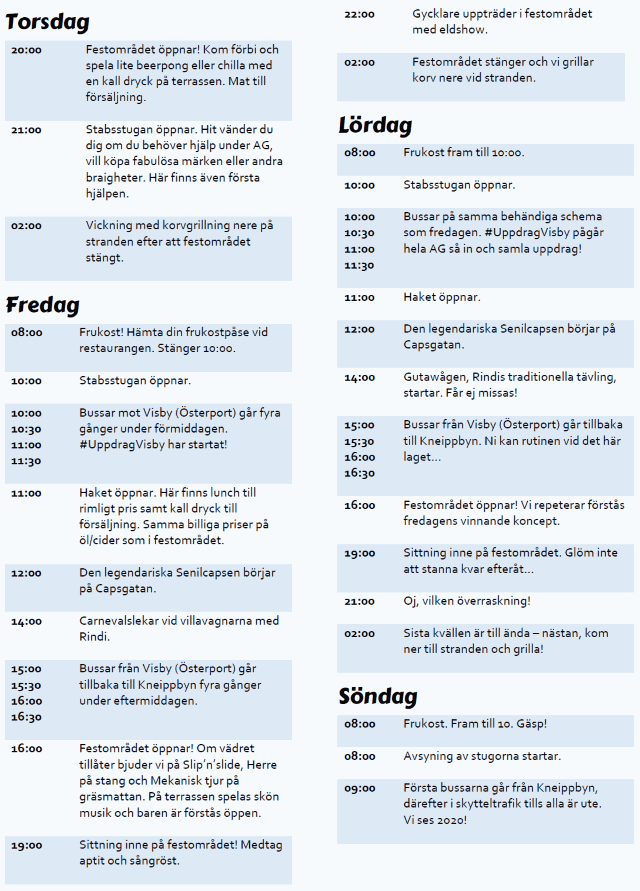 Torsdag
20:00 Festområdet öppnar! Kom förbi och
spela lite beerpong eller chilla med
en kall dryck på terrassen. Mat till
försäljning.
21:00 Stabsstugan öppnar. Hit vänder du
dig om du behöver hjälp under AG,
vill köpa fabulösa märken eller andra
braigheter. Här finns även första
hjälpen.
02:00 Vickning med korvgrillning nere på
stranden efter att festområdet
stängt.
Fredag
08:00 Frukost! Hämta din frukostpåse vid
restaurangen. Stänger 10:00.
10:00 Stabsstugan öppnar.
10:00 Bussar mot Visby (Österport) går fyra
10:30 gånger under förmiddagen.
11:00 #UppdragVisby har startat!
11:30
11:00 Haket öppnar. Här finns lunch till
rimligt pris samt kall dryck till
försäljning. Samma billiga priser på
öl/cider som i festområdet.
12:00 Den legendariska Senilcapsen börjar
på Capsgatan.
14:00 Carnevalslekar vid villavagnarna med
Rindi.
15:00 Bussar från Visby (Österport) går
15:30 tillbaka till Kneippbyn fyra gånger
16:00 under eftermiddagen.
16:30
16:00 Festområdet öppnar! Om vädret
tillåter bjuder vi på Slip’n’slide, Herre
på stang och Mekanisk tjur på
gräsmattan. På terrassen spelas skön
musik och baren är förstås öppen.
19:00 Sittning inne på festområdet! Medtag
aptit och sångröst.
22:00 Gycklare uppträder i festområdet
med eldshow.
02:00 Festområdet stänger och vi grillar
korv nere vid stranden.
Lördag
08:00 Frukost fram till 10:00.
10:00 Stabsstugan öppnar.
10:00 Bussar på samma behändiga schema
10:30 som fredagen. #UppdragVisby pågår
11:00 hela AG så in och samla uppdrag!
11:30
11:00 Haket öppnar.
12:00 Den legendariska Senilcapsen börjar på
Capsgatan.
14:00 Gutawågen, Rindis traditionella tävling,
startar. Får ej missas!
15:00 Bussar från Visby (Österport) går tillbaka
15:30 till Kneippbyn. Ni kan rutinen vid det här
16:00 laget...
16:30
16:00 Festområdet öppnar! Vi repeterar förstås
fredagens vinnande koncept.
19:00 Sittning inne på festområdet. Glöm inte
att stanna kvar efteråt...
21:00 Oj, vilken överraskning!
02:00 Sista kvällen är till ända – nästan, kom
ner till stranden och grilla!
Söndag
08:00 Frukost. Fram till 10. Gäsp!
08:00 Avsyning av stugorna startar.
09:00 Första bussarna går från Kneippbyn,
därefter i skytteltrafik tills alla är ute.
Vi ses 2020!